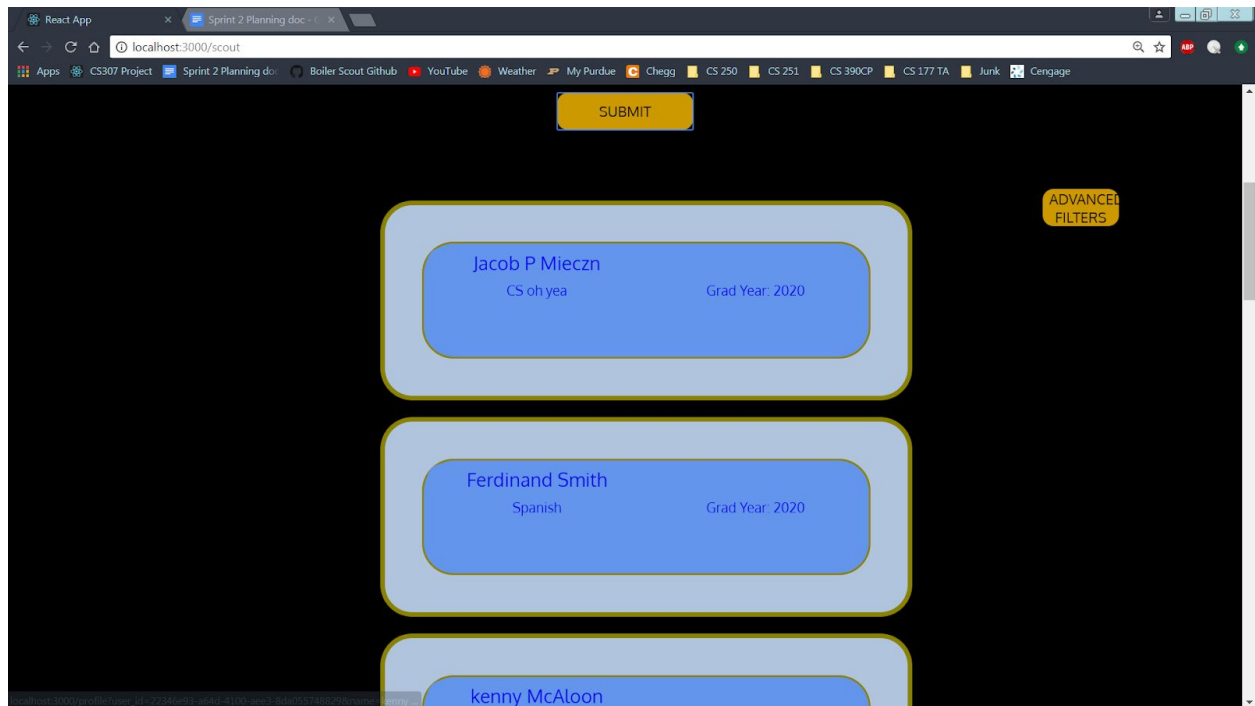 React App
Sprint 2 Planning doc - G
localhost:3000/scout
ABP
Apps CS307 Project Sprint 2 Planning doc Boiler Scout Github YouTube Weather My Purdue C Chegg CS 250 CS 251 CS 390CP CS 177 TA Junk Cengage
SUBMIT
ADVANCED
FILTERS
Jacob P Mieczn
CS oh yea Grad Year: 2020
Ferdinand Smith
Spanish Grad Year: 2020
kenny McAloon